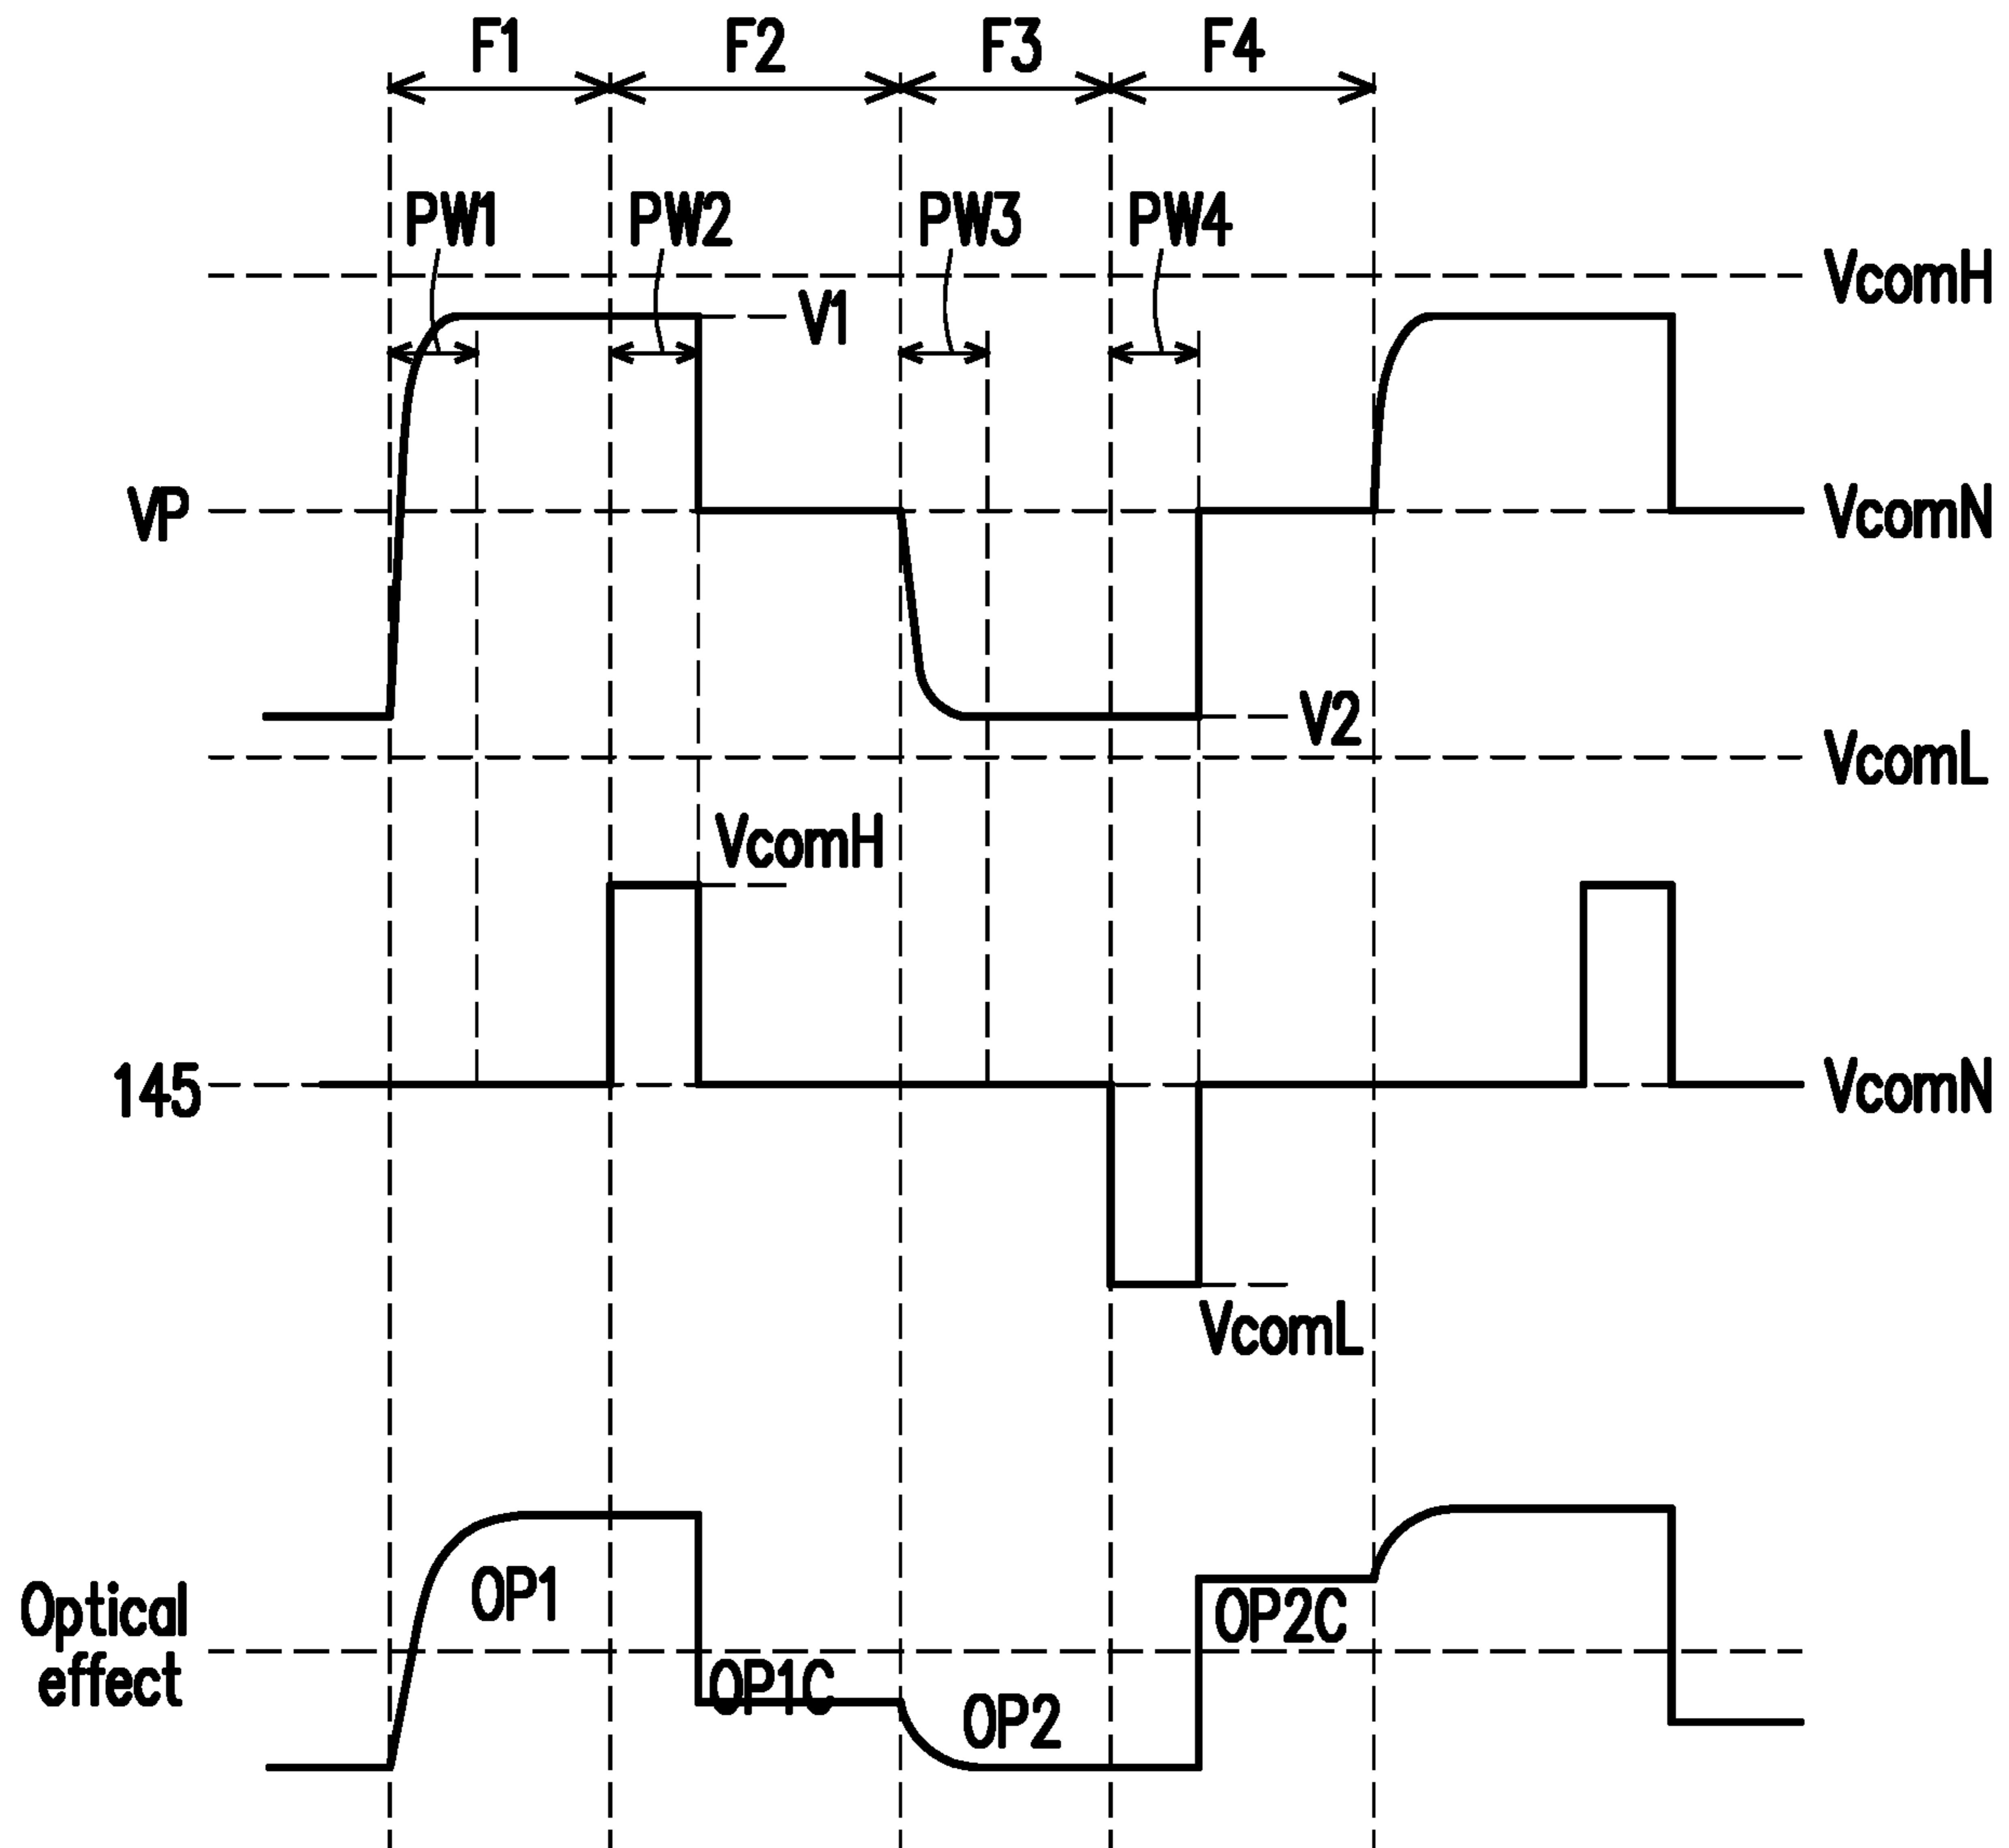 F1 F2 F3 F4
PW1 PW2 PW3 PW4
VcomH
V1
VP
VcomN
V2
VcomL
VcomH
145
VcomN
VcomL
OP1
OP2C
Optical
effect
OP1C
OP2